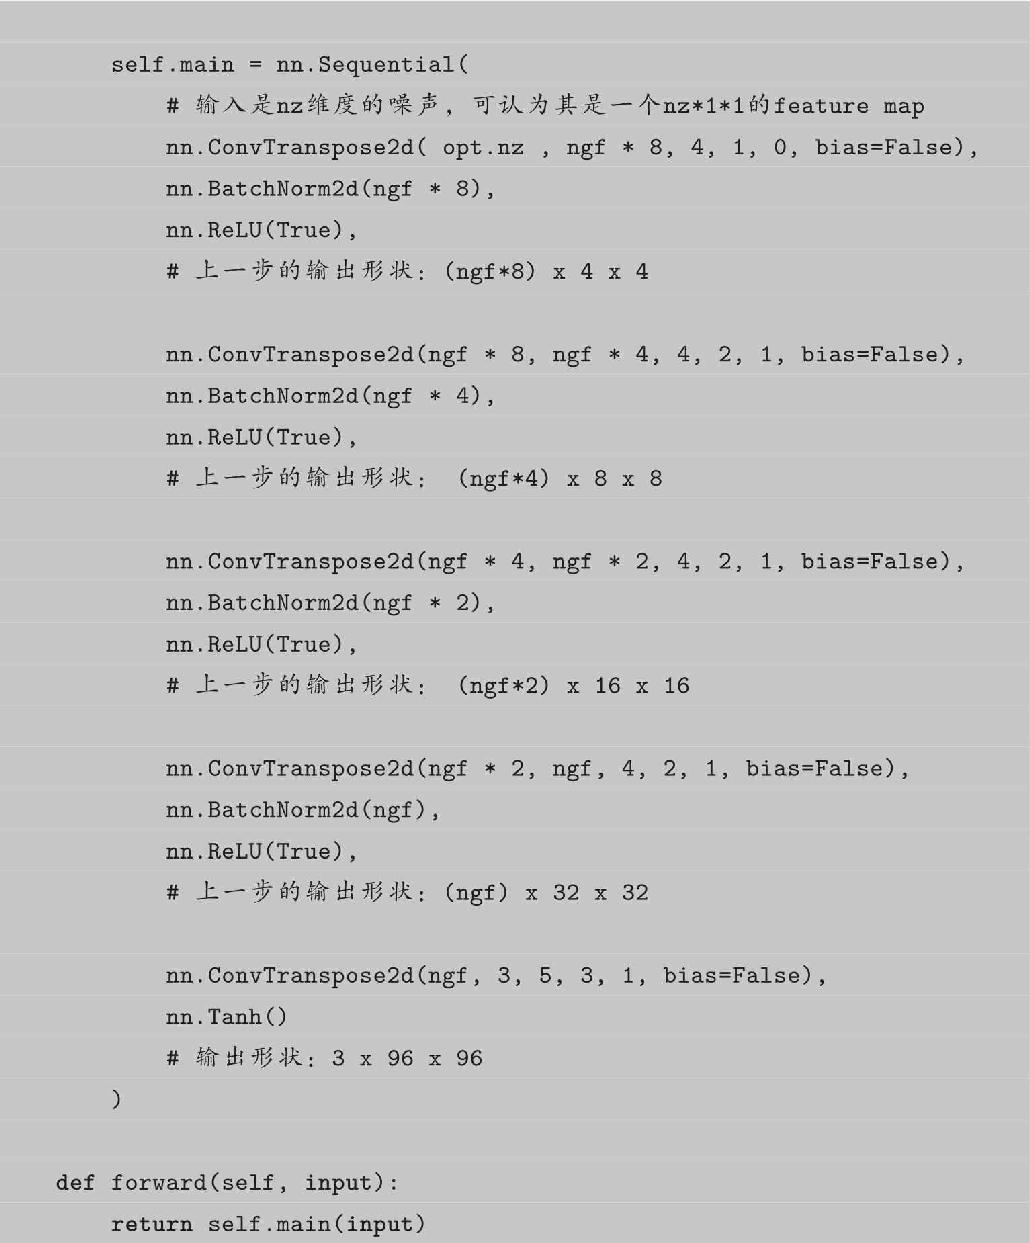 self.main = nn.Sequential(
# 输入是nz维度的噪声，可认为其是一个nz*1*1的feature map
nn.ConvTranspose2d( opt.nz , ngf * 8, 4, 1, 0, bias=False),
nn.BatchNorm2d(ngf * 8),
nn.ReLU(True),
# 上一步的输出形状：(ngf*8) x 4 x 4
nn.ConvTranspose2d(ngf * 8, ngf * 4, 4, 2, 1, bias=False),
nn.BatchNorm2d(ngf * 4),
nn.ReLU(True),
# 上一步的输出形状： (ngf*4) x 8 x 8
nn.ConvTranspose2d(ngf * 4, ngf * 2, 4, 2, 1, bias=False),
nn.BatchNorm2d(ngf * 2),
nn.ReLU(True),
# 上一步的输出形状： (ngf*2) x 16 x 16
nn.ConvTranspose2d(ngf * 2, ngf, 4, 2, 1, bias=False),
nn.BatchNorm2d(ngf),
nn.ReLU(True),
# 上一步的输出形状：(ngf) x 32 x 32
nn.ConvTranspose2d(ngf, 3, 5, 3, 1, bias=False),
nn.Tanh()
# 输出形状：3 x 96 x 96
)
def forward(self, input):
return self.main(input)